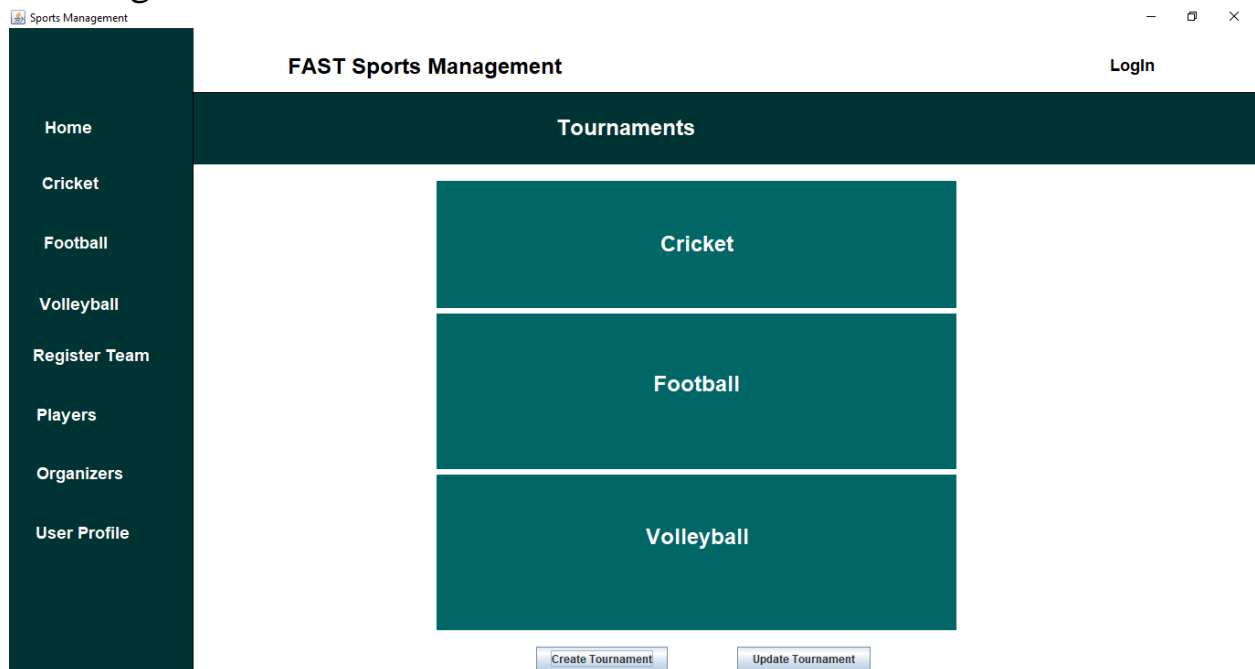 Sports Management
FAST Sports Management
LogIn
Home
Tournaments
Cricket
Football
Volleyball
Register Team
Players
Organizers
User Profile
Cricket
Football
Volleyball
Create Tournament
Update Tournament